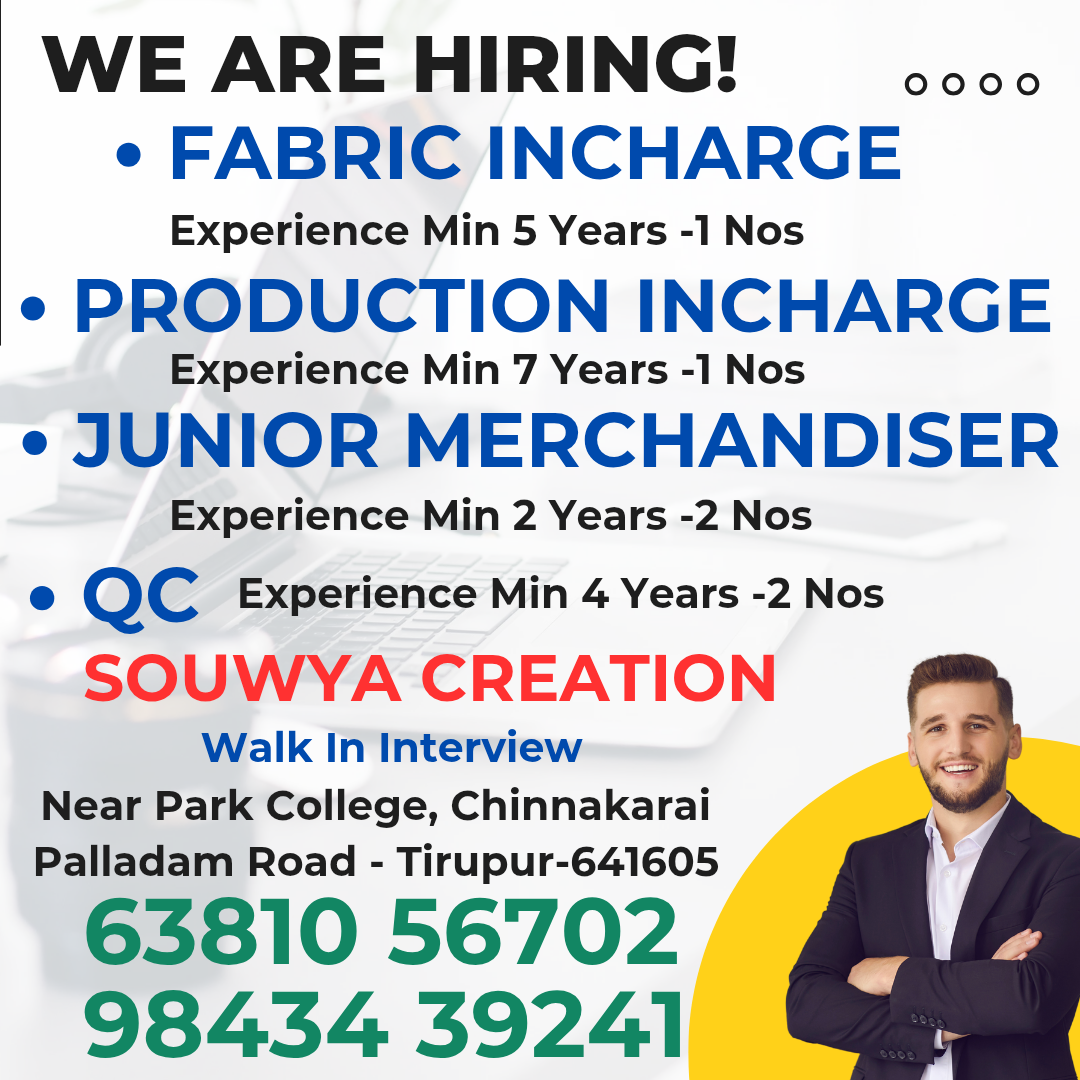 WE ARE HIRING!
• FABRIC INCHARGE
Experience Min 5 Years -1 Nos
• PRODUCTION INCHARGE
Experience Min 7 Years -1 Nos
• JUNIOR MERCHANDISER
Experience Min 2 Years -2 Nos
• QC Experience Min 4 Years -2 Nos
SOUWYA CREATION
Walk In Interview
Near Park College, Chinnakarai
Palladam Road - Tirupur-641605
63810 56702
98434 39241